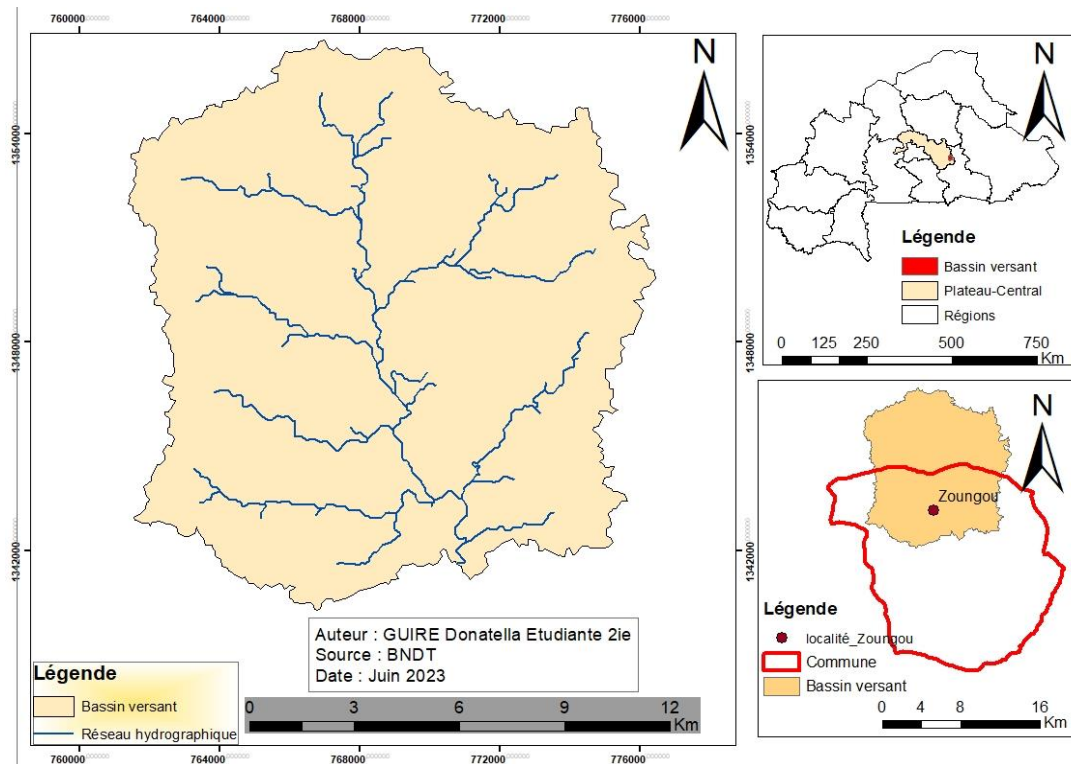 760000 764000 768000 772000 776000
N
1354000
1348000
1342000
1354000
1348000
1342000
Auteur : GUIRE Donatella Etudiante 2ie
Source : BNDT
Date : Juin 2023
Légende
Bassin versant
Réseau hydrographique
0 3 6 9 12
Km
760000 764000 768000 772000 776000
N
Légende
Bassin versant
Plateau-Central
Régions
0 125 250 500 750
Km
N
Zoungou
Légende
localité_Zoungou
Commune
Bassin versant
0 4 8 16
Km